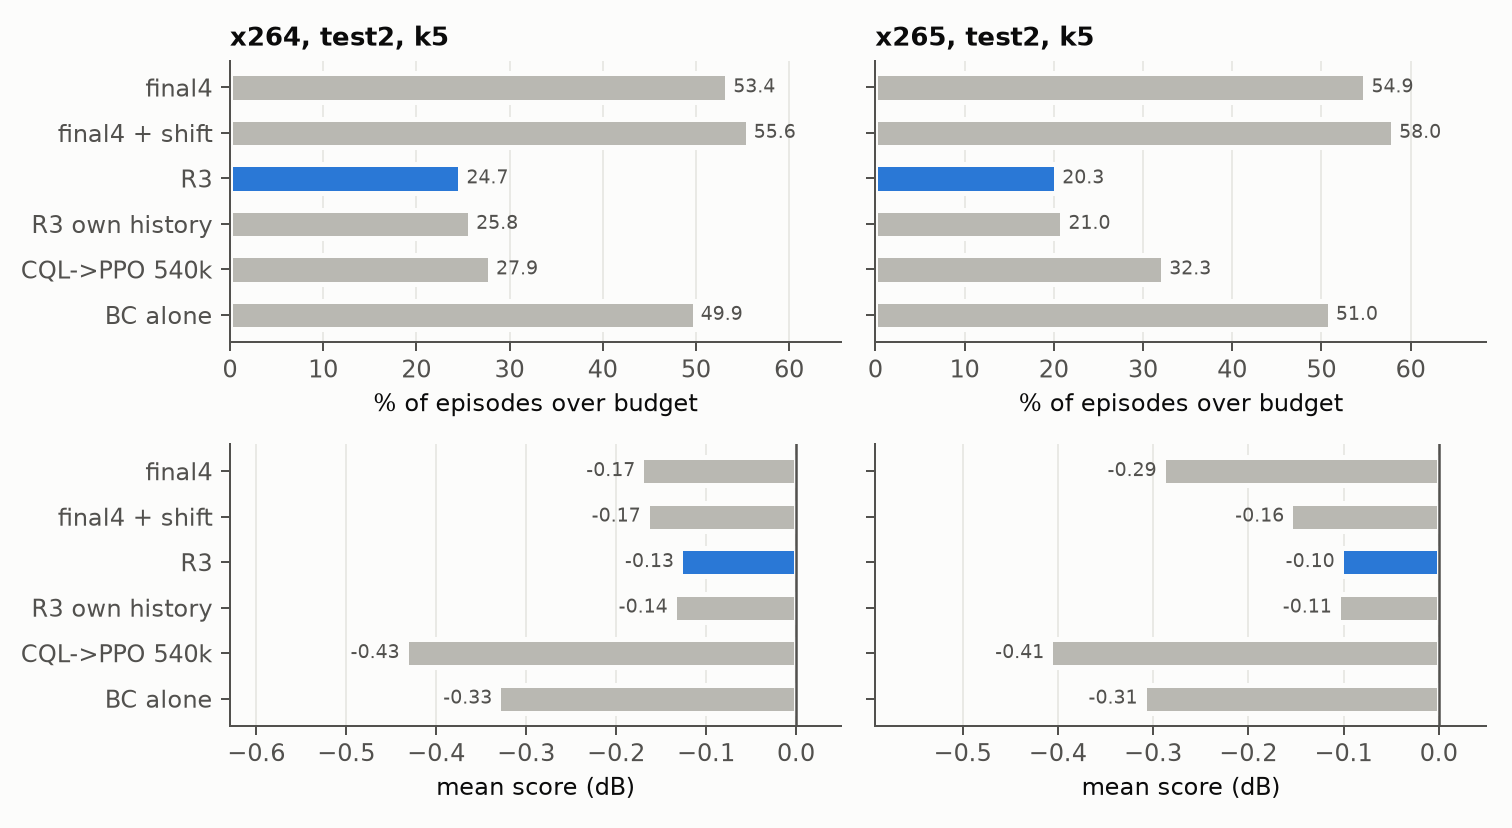 x264, test2, k5
final4
53.4
final4 + shift
55.6
R3
24.7
R3 own history
25.8
CQL->PPO 540k
27.9
BC alone
49.9
0 10 20 30 40 50 60
% of episodes over budget
x265, test2, k5
54.9
58.0
20.3
21.0
32.3
51.0
0 10 20 30 40 50 60
% of episodes over budget
final4
-0.17
final4 + shift
-0.17
R3
-0.13
R3 own history
-0.14
CQL->PPO 540k
-0.43
BC alone
-0.33
−0.6 −0.5 −0.4 −0.3 −0.2 −0.1 0.0
mean score (dB)
-0.29
-0.16
-0.10
-0.11
-0.41
-0.31
−0.5 −0.4 −0.3 −0.2 −0.1 0.0
mean score (dB)